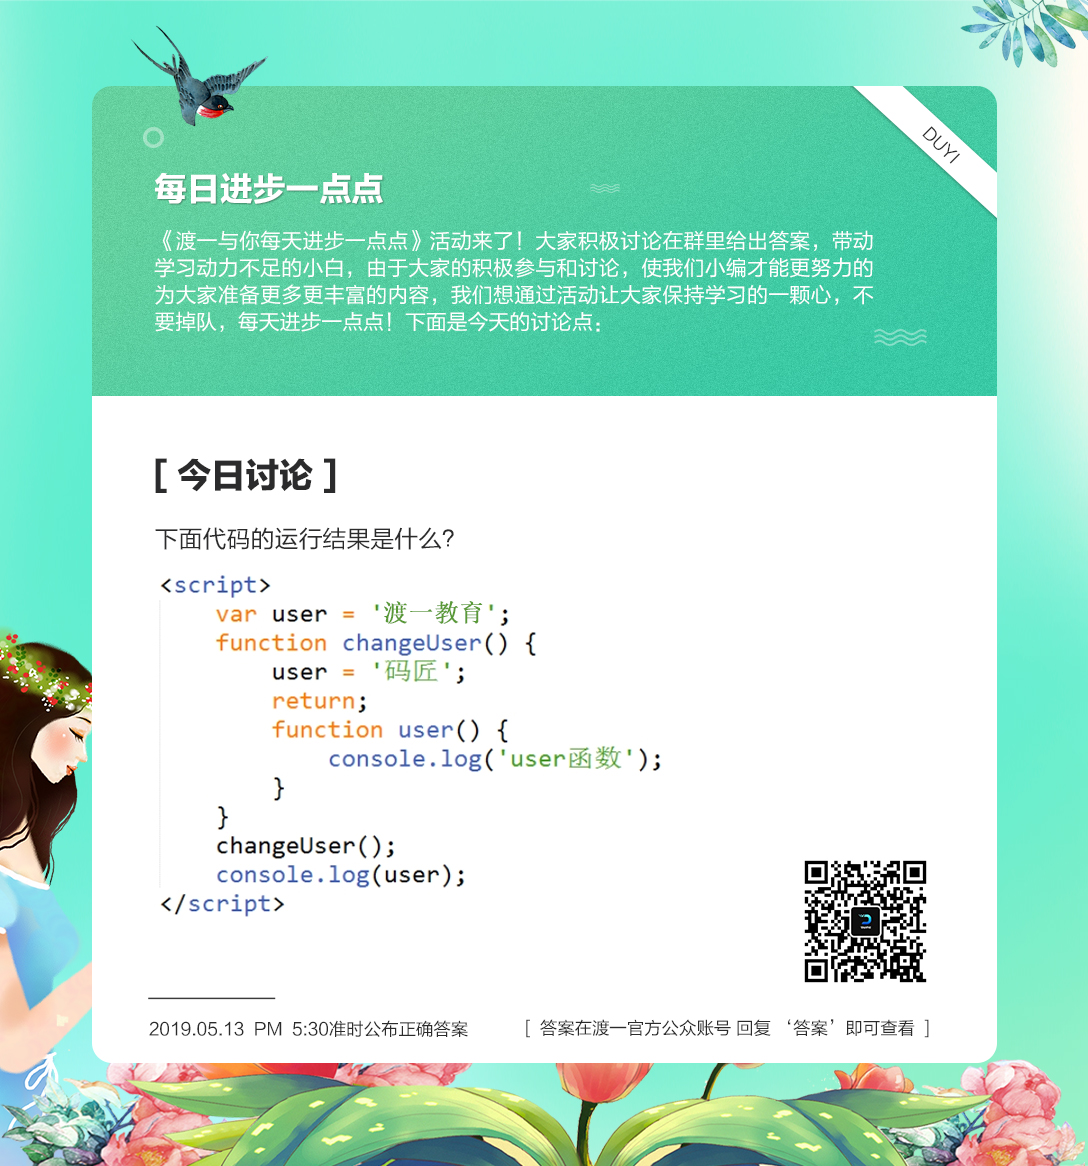 DUYI
每日进步一点点
《渡一与你每天进步一点点》活动来了！大家积极讨论在群里给出答案，带动
学习动力不足的小白，由于大家的积极参与和讨论，使我们小编才能更努力的
为大家准备更多更丰富的内容，我们想通过活动让大家保持学习的一颗心，不
要掉队，每天进步一点点！下面是今天的讨论点：
[ 今日讨论 ]
下面代码的运行结果是什么?
<script>
    var user = '渡一教育';
    function changeUser() {
        user = '码匠';
        return;
        function user() {
            console.log('user函数');
        }
    }
    changeUser();
    console.log(user);
</script>
2019.05.13 PM 5:30准时公布正确答案
[ 答案在渡一官方公众账号 回复 ‘答案’即可查看 ]